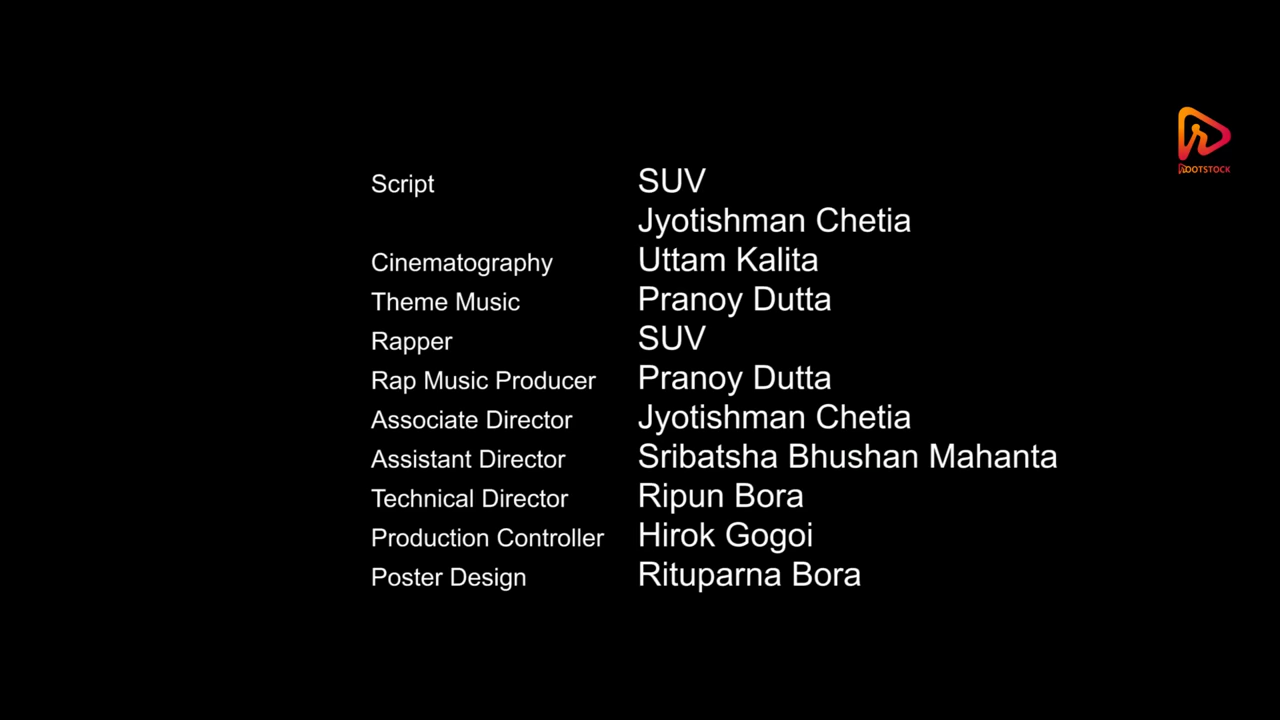 Script SUV
Jyotishman Chetia
Cinematography Uttam Kalita
Theme Music Pranoy Dutta
Rapper SUV
Rap Music Producer Pranoy Dutta
Associate Director Jyotishman Chetia
Assistant Director Sribatsha Bhushan Mahanta
Technical Director Ripun Bora
Production Controller Hirok Gogoi
Poster Design Rituparna Bora
ROOTSTOCK